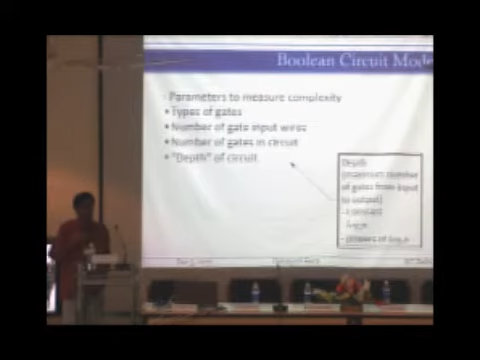 Boolean Circuit Mode
Parameters to measure complexity
• Types of gates
• Number of gate input wires
• Number of gates in circuit
• "Depth" of circuit
Depth
(maximum number
of gates from input
to output)
- constant
- powers of log n